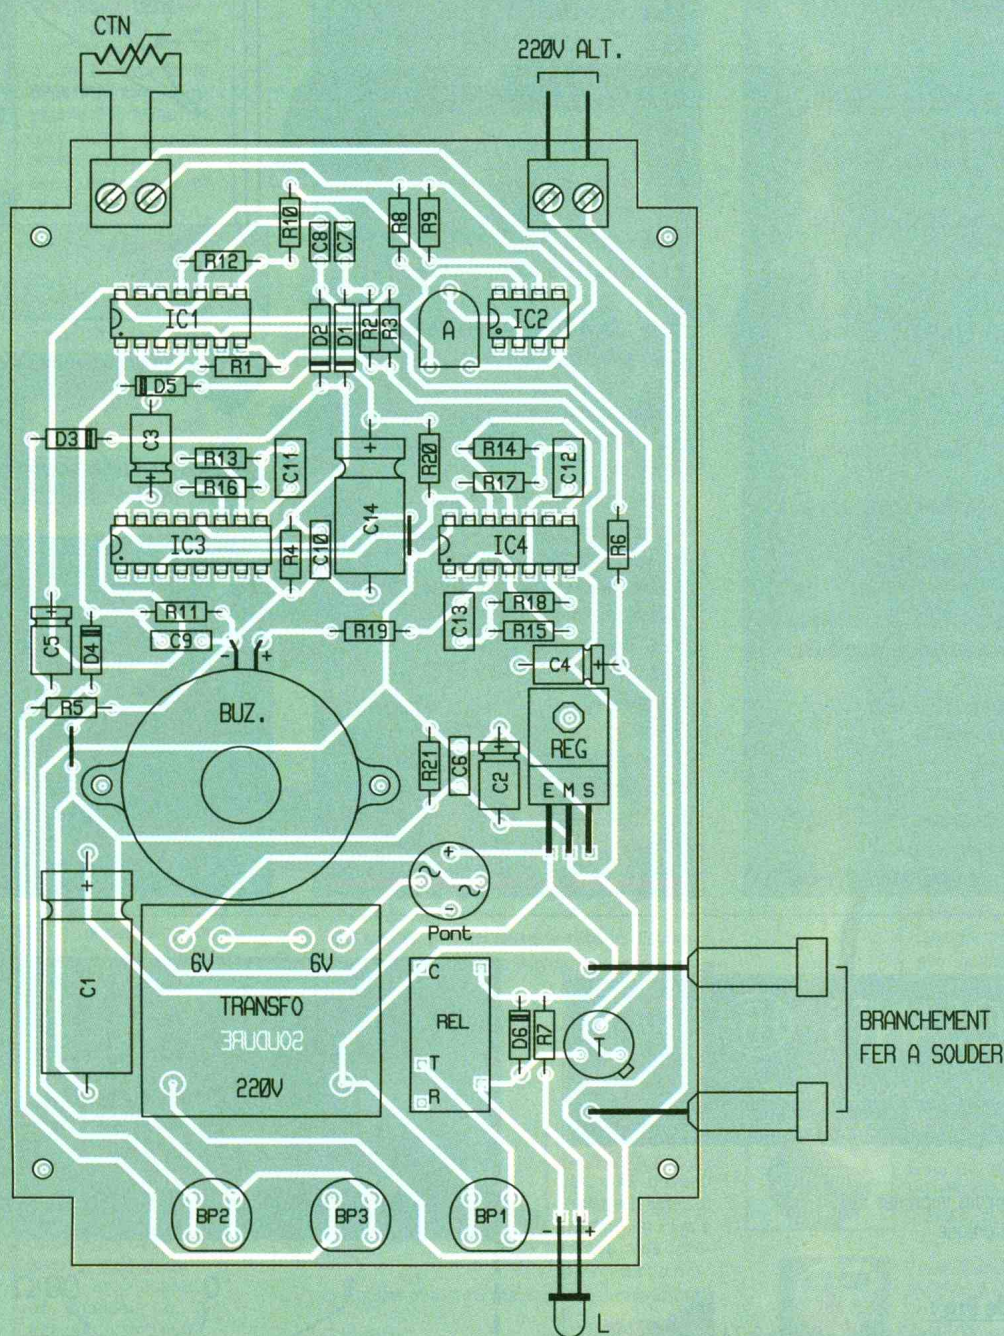 CTN
220V ALT.
R10
C8
C7
R8
R9
R12
IC1
D2
D1
R2
R3
A
IC2
R1
D5
D3
C3
+
R13
R16
C11
+
C14
R20
R14
R17
C12
IC3
R4
C10
IC4
R6
+
C5
D4
R11
C9
R19
C13
R18
R15
C4
+
- +
R5
BUZ.
R21
C6
+
C2
REG
E M S
+
C1
+
-
Pont
6V 6V
TRANSFO
SOUDURE
220V
C
REL
T
R
D6
R7
T
BRANCHEMENT
FER A SOUDER
BP2
BP3
BP1
- +
L